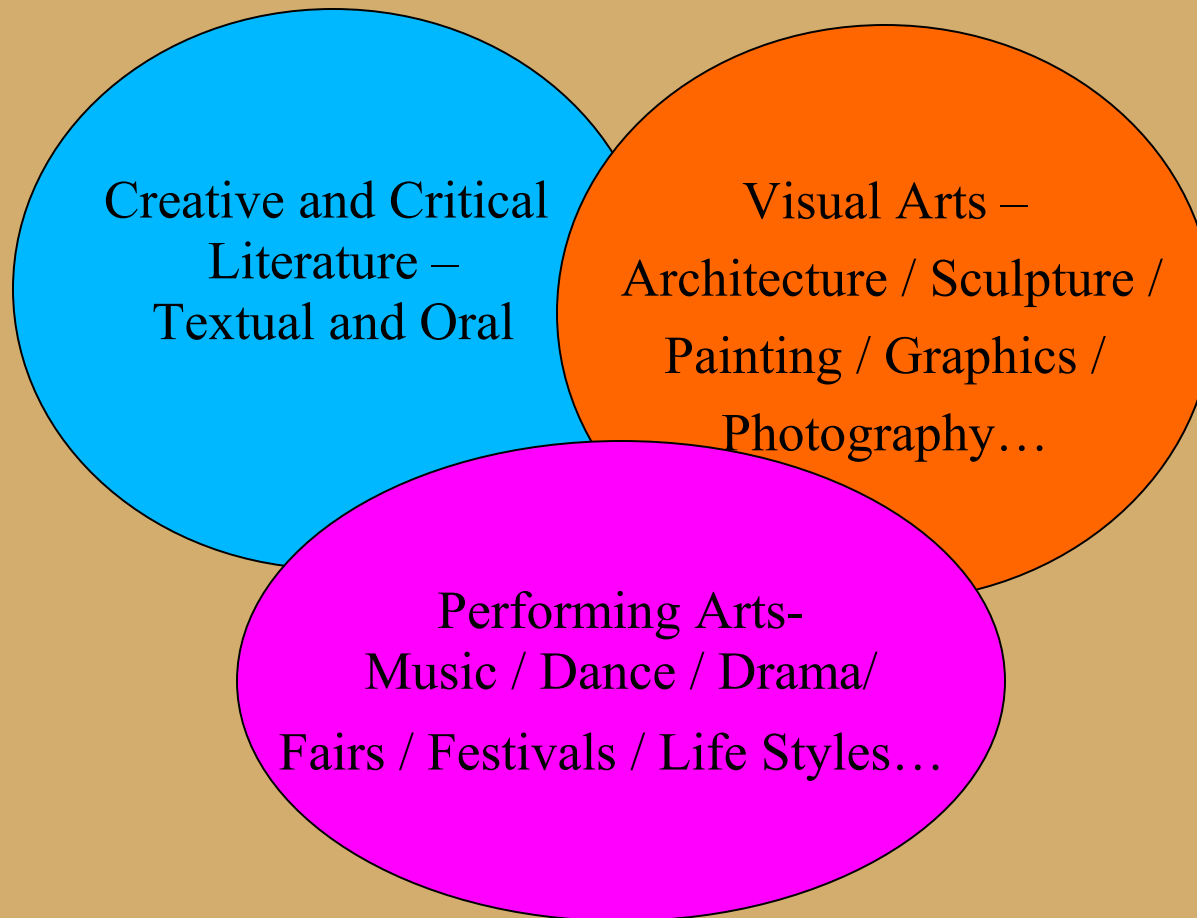 Creative and Critical
Literature –
Textual and Oral
Visual Arts –
Architecture / Sculpture /
Painting / Graphics /
Photography…
Performing Arts-
Music / Dance / Drama/
Fairs / Festivals / Life Styles…